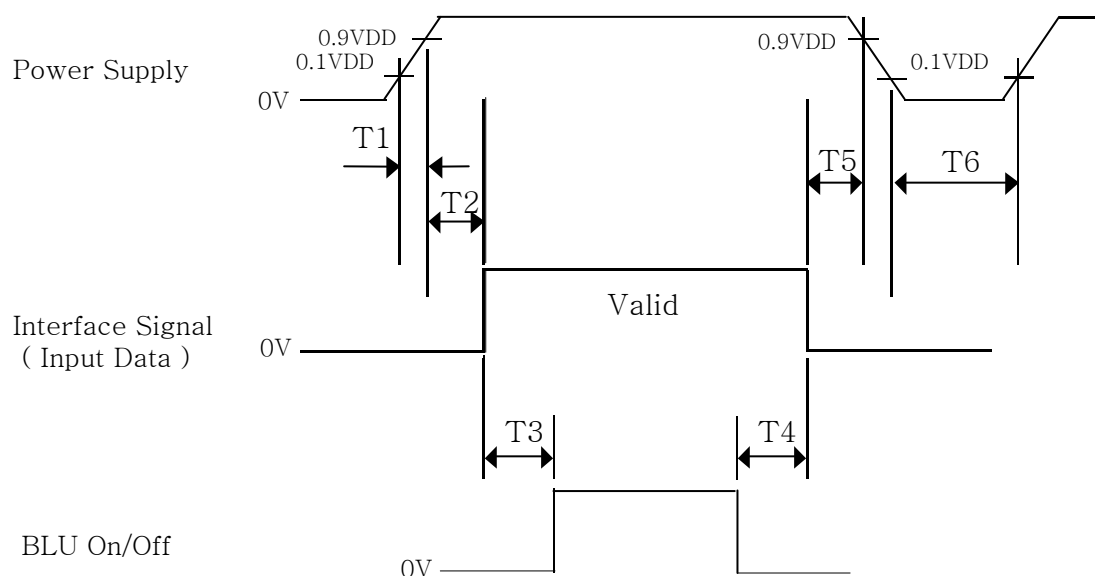 0.9VDD
0.9VDD
Power Supply
0.1VDD
0.1VDD
0V
T1
T5
T6
T2
Valid
Interface Signal
( Input Data )
0V
T3
T4
BLU On/Off
0V